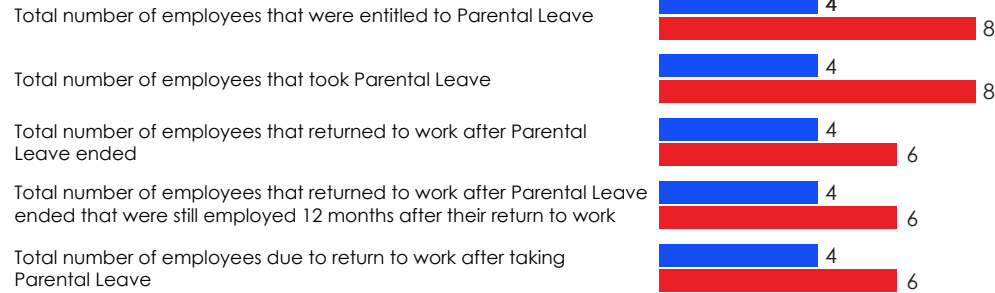 Total number of employees that were entitled to Parental Leave
4
8
Total number of employees that took Parental Leave
4
8
Total number of employees that returned to work after Parental
Leave ended
4
6
Total number of employees that returned to work after Parental Leave
ended that were still employed 12 months after their return to work
4
6
Total number of employees due to return to work after taking
Parental Leave
4
6